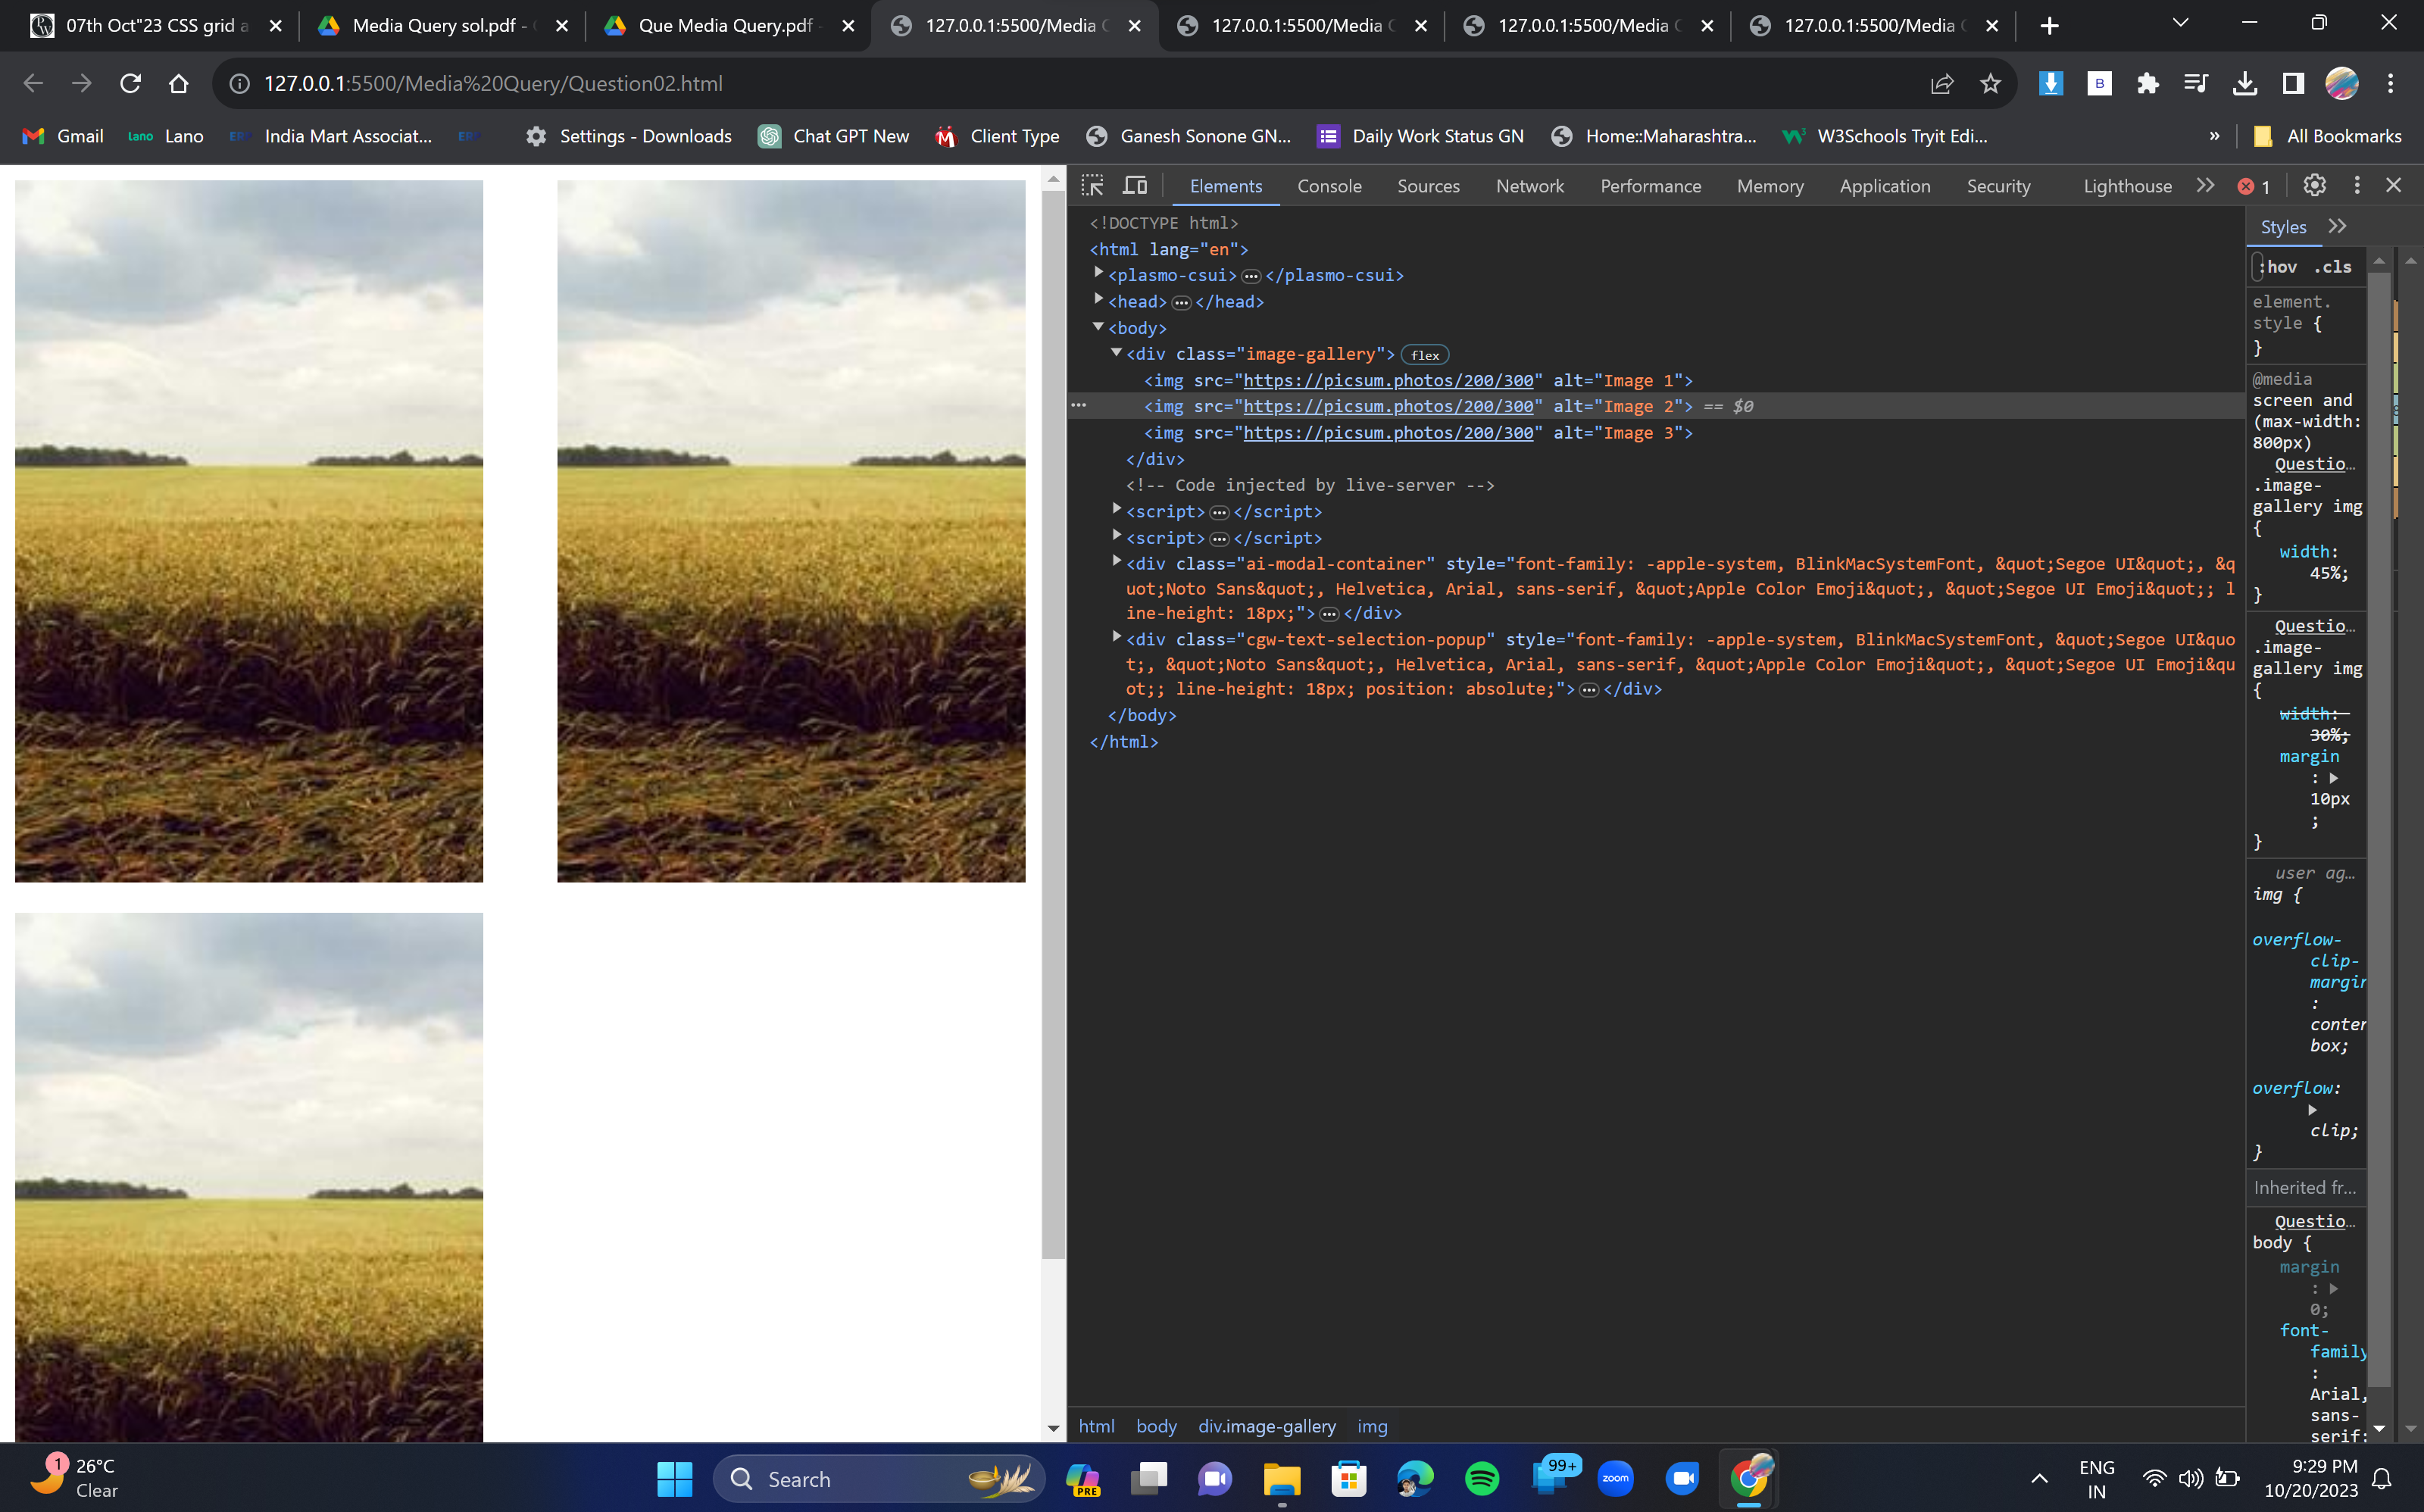 07th Oct"23 CSS grid a
Media Query sol.pdf -
Que Media Query.pdf -
127.0.0.1:5500/Media
127.0.0.1:5500/Media
127.0.0.1:5500/Media
127.0.0.1:5500/Media
127.0.0.1:5500/Media%20Query/Question02.html
B
Gmail
lano Lano
India Mart Associat...
Settings - Downloads
Chat GPT New
Client Type
Ganesh Sonone GN...
Daily Work Status GN
Home::Maharashtra...
W3Schools Tryit Edi...
»
All Bookmarks
Elements
Console
Sources
Network
Performance
Memory
Application
Security
Lighthouse
1
<!DOCTYPE html>
<html lang="en">
<plasmo-csui>…</plasmo-csui>
<head>…</head>
<body>
<div class="image-gallery"> flex
<img src="https://picsum.photos/200/300" alt="Image 1">
<img src="https://picsum.photos/200/300" alt="Image 2"> == $0
<img src="https://picsum.photos/200/300" alt="Image 3">
</div>
<!-- Code injected by live-server -->
<script>…</script>
<script>…</script>
<div class="ai-modal-container" style="font-family: -apple-system, BlinkMacSystemFont, &quot;Segoe UI&quot;, &q
uot;Noto Sans&quot;, Helvetica, Arial, sans-serif, &quot;Apple Color Emoji&quot;, &quot;Segoe UI Emoji&quot;; l
ine-height: 18px;">…</div>
<div class="cgw-text-selection-popup" style="font-family: -apple-system, BlinkMacSystemFont, &quot;Segoe UI&quo
t;, &quot;Noto Sans&quot;, Helvetica, Arial, sans-serif, &quot;Apple Color Emoji&quot;, &quot;Segoe UI Emoji&qu
ot;; line-height: 18px; position: absolute;">…</div>
</body>
</html>
html body div.image-gallery img
Styles
:hov .cls
element.
style {
}
@media
screen and
(max-width:
800px)
Questio…
.image-
gallery img
{
width:
45%;
}
Questio…
.image-
gallery img
{
width:
30%;
margin
:
10px
;
}
user ag…
img {
overflow-
clip-
margin
:
conter
box;
overflow:
clip;
}
Inherited fr…
Questio…
body {
margin
:
0;
font-
family
:
Arial,
sans-
serif;
1
26°C
Clear
Search
PRE
99+
zoom
ENG
IN
9:29 PM
10/20/2023